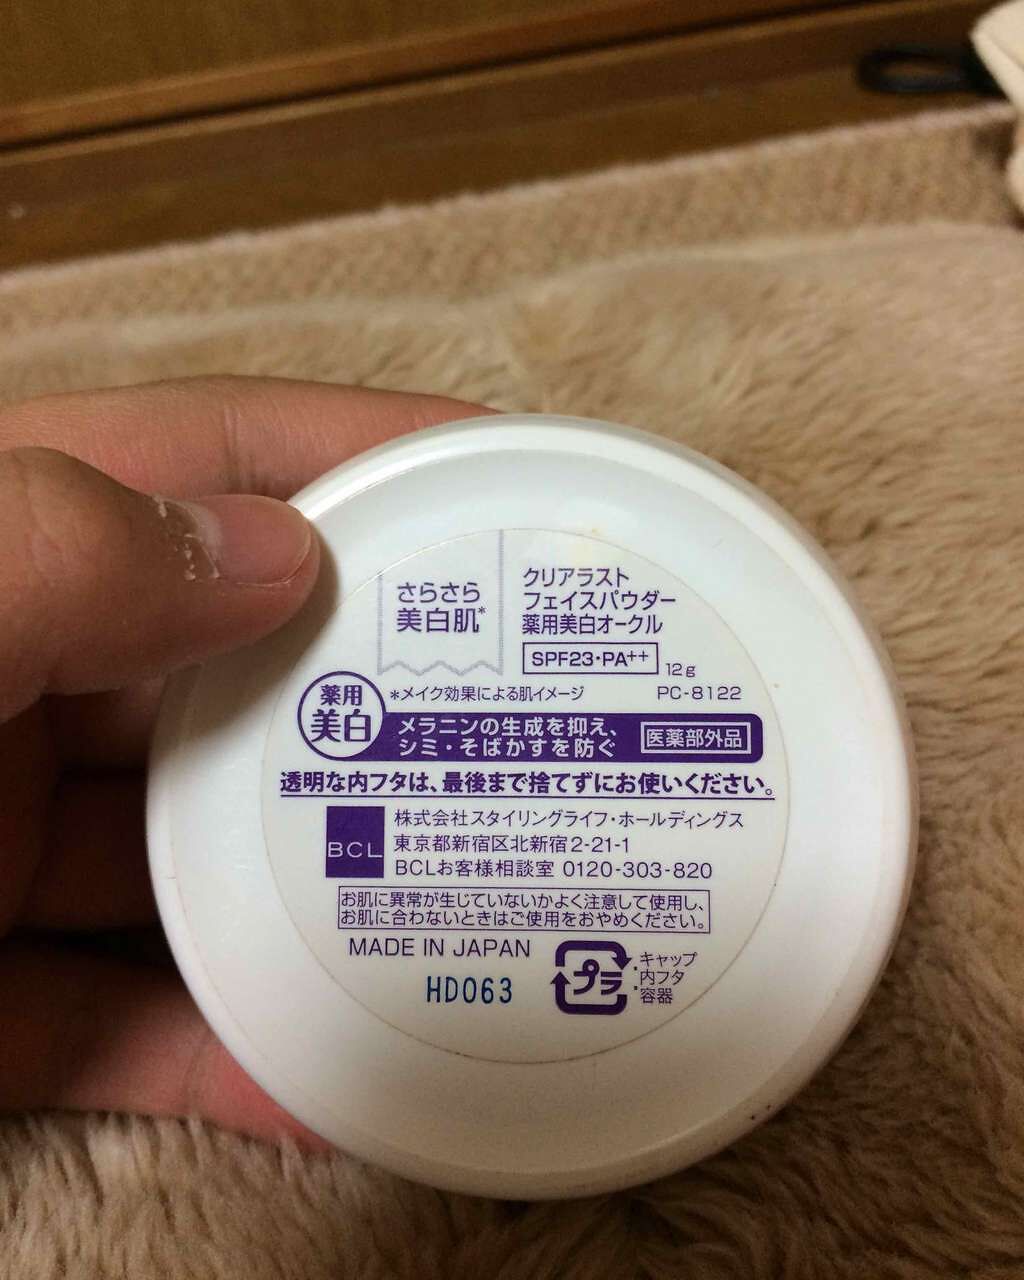 さらさら
美白肌*
クリアラスト
フェイスパウダー
薬用美白オークル
SPF23・PA++
12g
*メイク効果による肌イメージ
PC-8122
薬用
美白
メラニンの生成を抑え、
シミ・そばかすを防ぐ
医薬部外品
透明な内フタは、最後まで捨てずにお使いください。
BCL
株式会社スタイリングライフ・ホールディングス
東京都新宿区北新宿2-21-1
BCLお客様相談室 0120-303-820
お肌に異常が生じていないかよく注意して使用し、
お肌に合わないときはご使用をおやめください。
MADE IN JAPAN
HD063
プラ
:キャップ
・内フタ
・容器